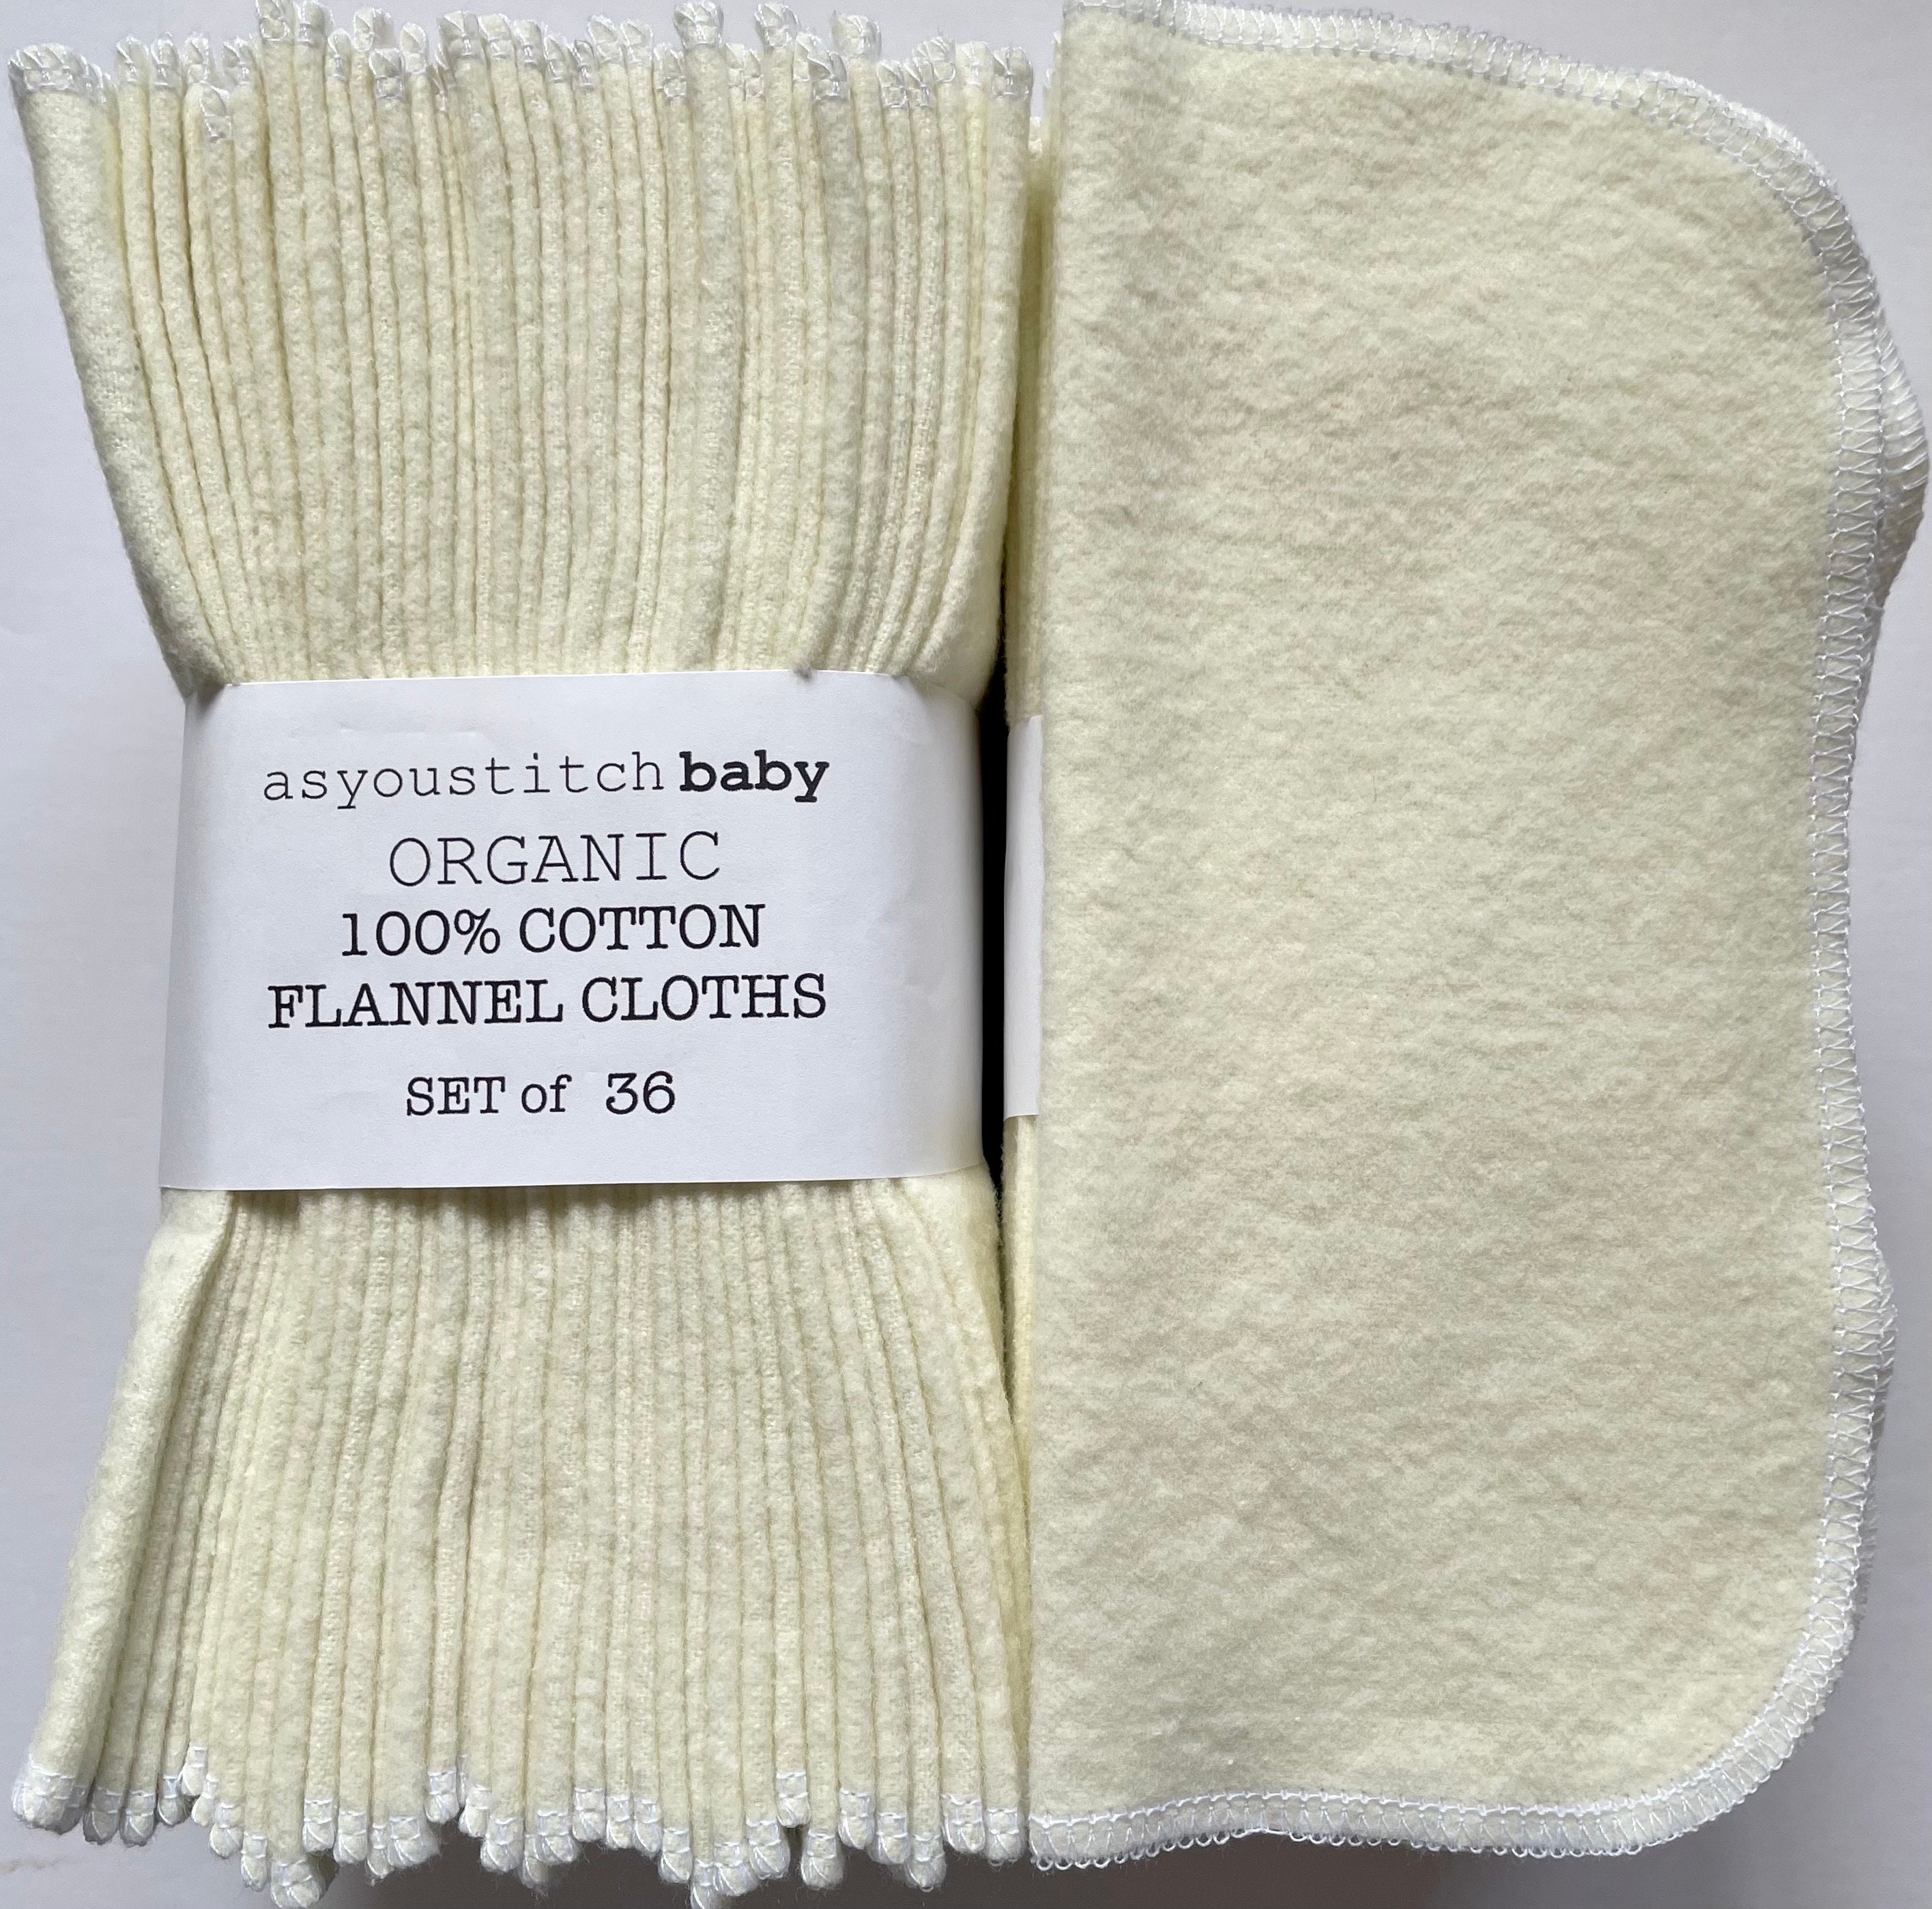 asyoustitch baby
ORGANIC
100% COTTON
FLANNEL CLOTHS
SET of 36